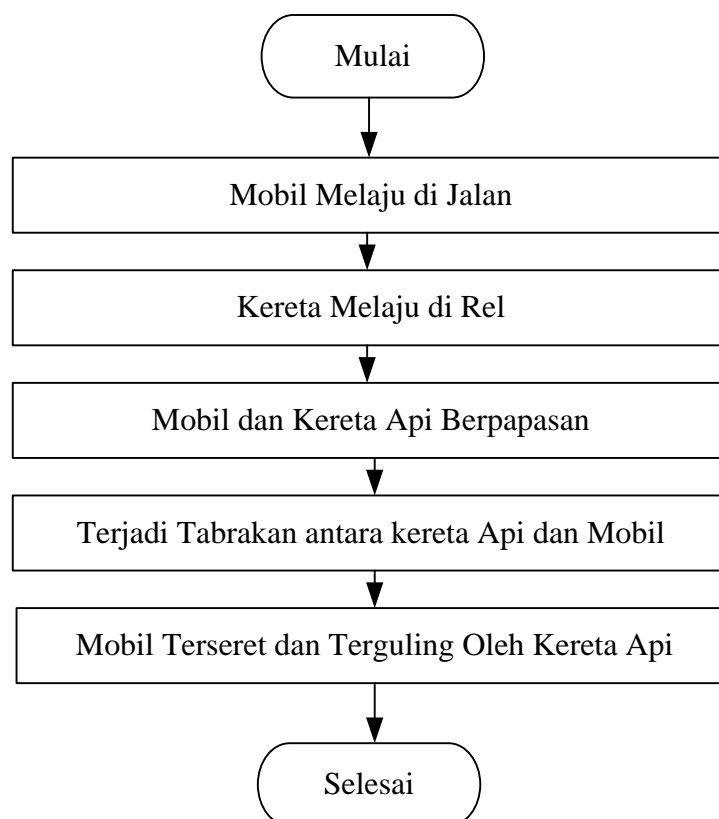 Mulai
Mobil Melaju di Jalan
Kereta Melaju di Rel
Mobil dan Kereta Api Berpapasan
Terjadi Tabrakan antara kereta Api dan Mobil
Mobil Terseret dan Terguling Oleh Kereta Api
Selesai